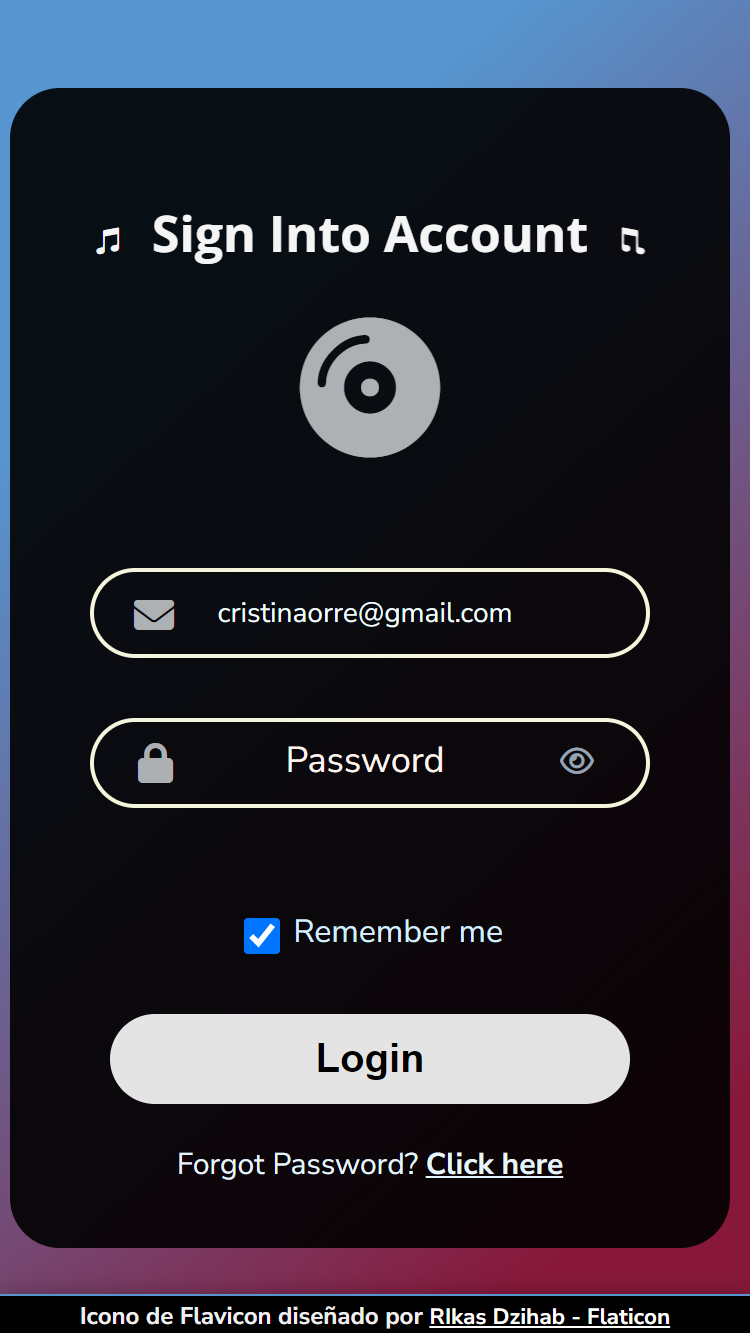 ♫ Sign Into Account ♫
cristinaorre@gmail.com
Password
Remember me
Login
Forgot Password? Click here
Icono de Flavicon diseñado por RIkas Dzihab - Flaticon